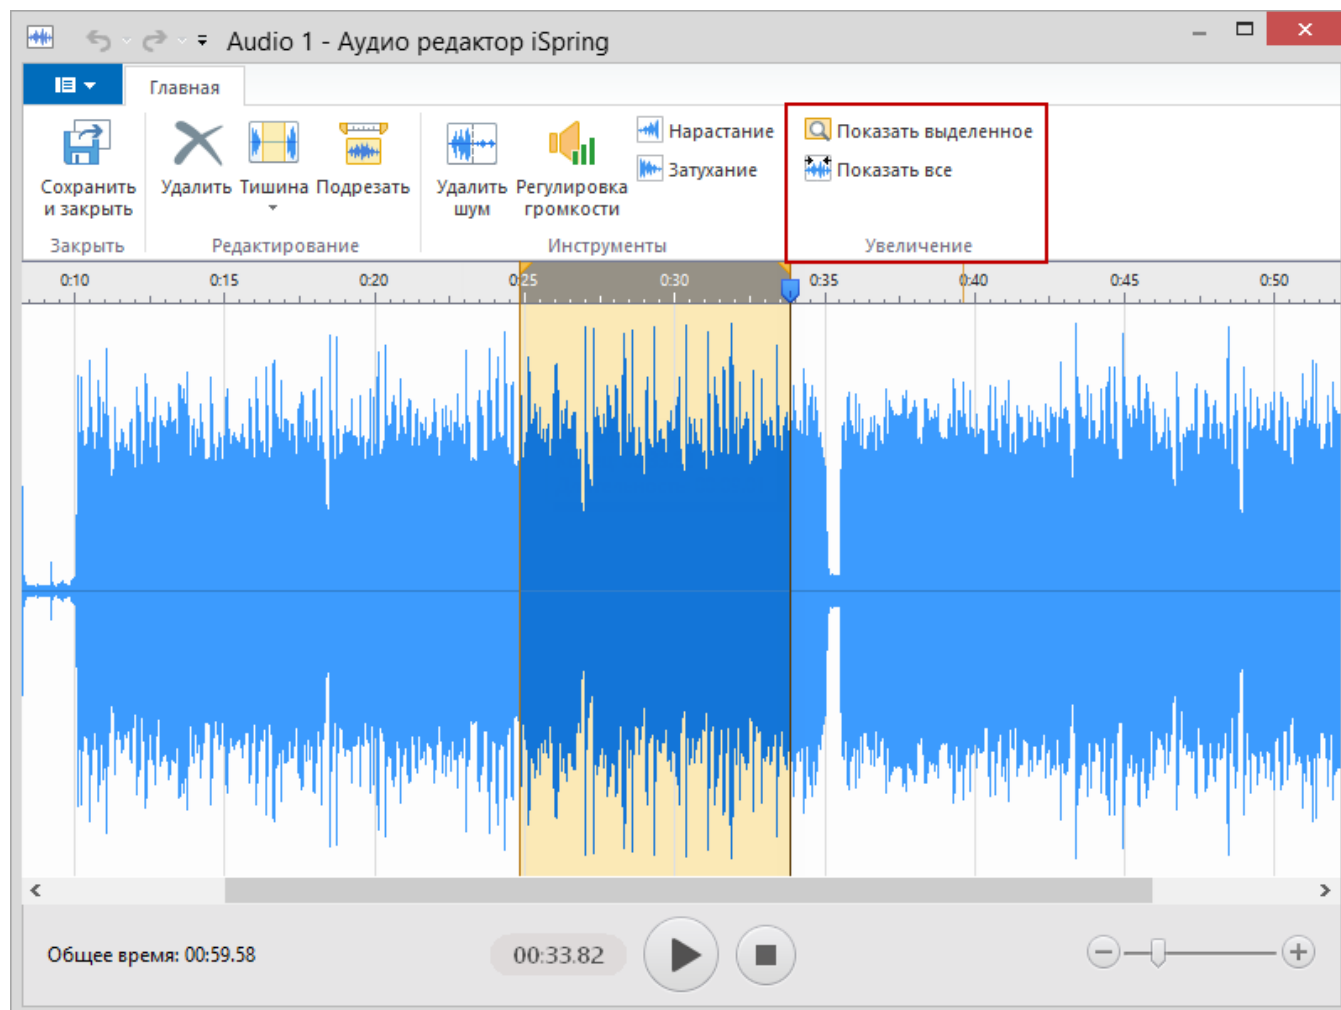 Audio 1 - Аудио редактор iSpring
Главная
Сохранить
и закрыть
Удалить
Тишина
Подрезать
Удалить
шум
Регулировка
громкости
Нарастание
Затухание
Показать выделенное
Показать все
Закрыть
Редактирование
Инструменты
Увеличение
0:10 0:15 0:20 0:25 0:30 0:35 0:40 0:45 0:50
Общее время: 00:59.58
00:33.82